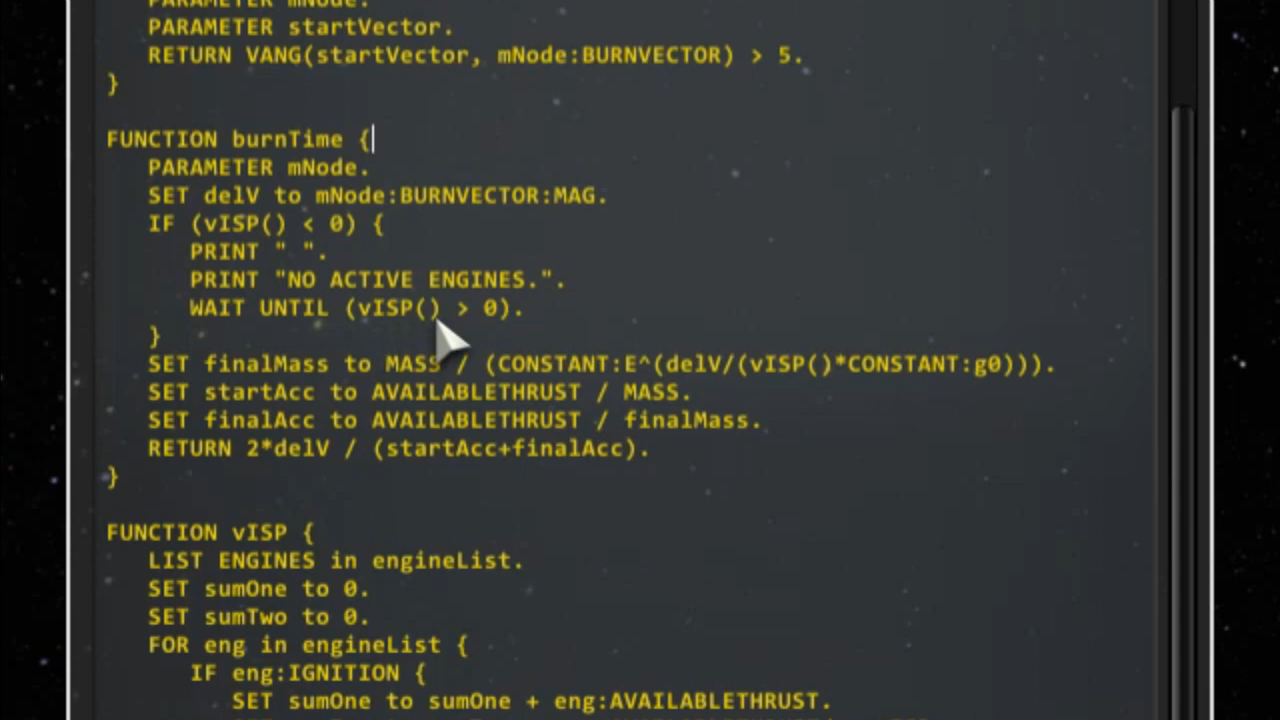 PARAMETER mNode.
PARAMETER startVector.
RETURN VANG(startVector, mNode:BURNVECTOR) > 5.
}
FUNCTION burnTime {
PARAMETER mNode.
SET delV to mNode:BURNVECTOR:MAG.
IF (vISP() < 0) {
PRINT " ".
PRINT "NO ACTIVE ENGINES.".
WAIT UNTIL (vISP() > 0).
}
SET finalMass to MASS / (CONSTANT:E^(delV/(vISP()*CONSTANT:g0))).
SET startAcc to AVAILABLETHRUST / MASS.
SET finalAcc to AVAILABLETHRUST / finalMass.
RETURN 2*delV / (startAcc+finalAcc).
}
FUNCTION vISP {
LIST ENGINES in engineList.
SET sumOne to 0.
SET sumTwo to 0.
FOR eng in engineList {
IF eng:IGNITION {
SET sumOne to sumOne + eng:AVAILABLETHRUST.